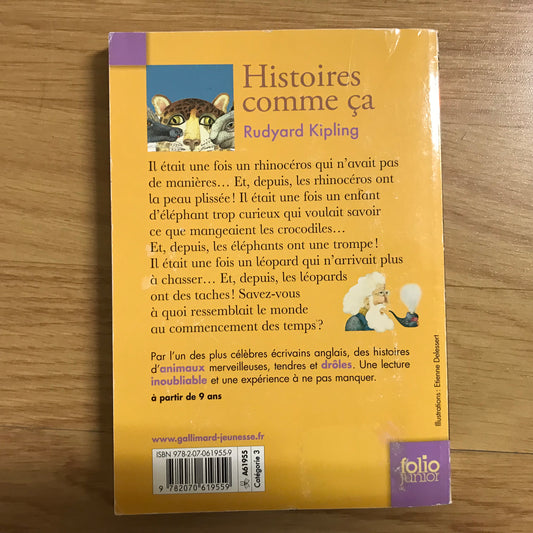 Histoires
comme ça
Rudyard Kipling
Il était une fois un rhinocéros qui n'avait pas
de manières... Et, depuis, les rhinocéros ont
la peau plissée ! Il était une fois un enfant
d'éléphant trop curieux qui voulait savoir
ce que mangeaient les crocodiles...
Et, depuis, les éléphants ont une trompe !
Il était une fois un léopard qui n'arrivait plus
à chasser... Et, depuis, les léopards
ont des taches ! Savez-vous
à quoi ressemblait le monde
au commencement des temps ?
Par l'un des plus célèbres écrivains anglais, des histoires
d'animaux merveilleuses, tendres et drôles. Une lecture
inoubliable et une expérience à ne pas manquer.
à partir de 9 ans
Illustrations : Etienne Delessert
www.gallimard-jeunesse.fr
ISBN 978-2-07-061955-9
9 782070 619559
A61955
Catégorie 3
folio
junior